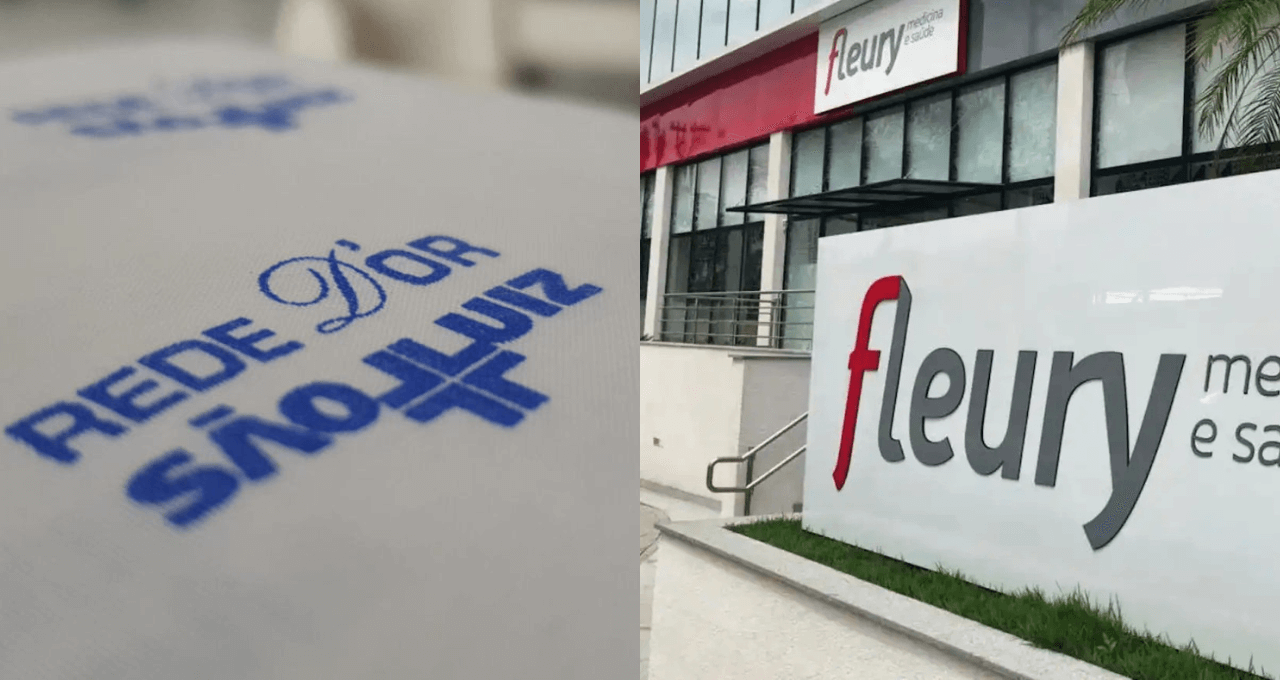 REDE D'OR
SÃO LUIZ
fleury medicina
e saúde
fleury me
e sa